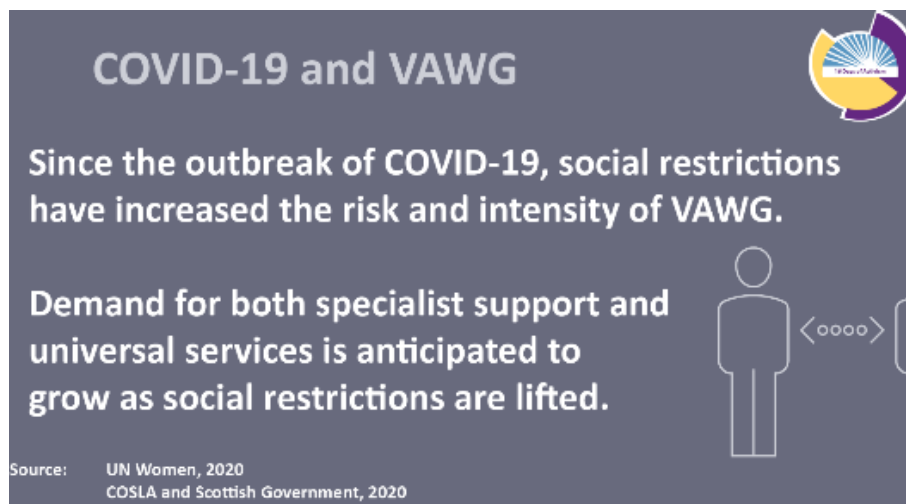 COVID-19 and VAWG
Since the outbreak of COVID-19, social restrictions
have increased the risk and intensity of VAWG.
Demand for both specialist support and
universal services is anticipated to
grow as social restrictions are lifted.
Source: UN Women, 2020
COSLA and Scottish Government, 2020